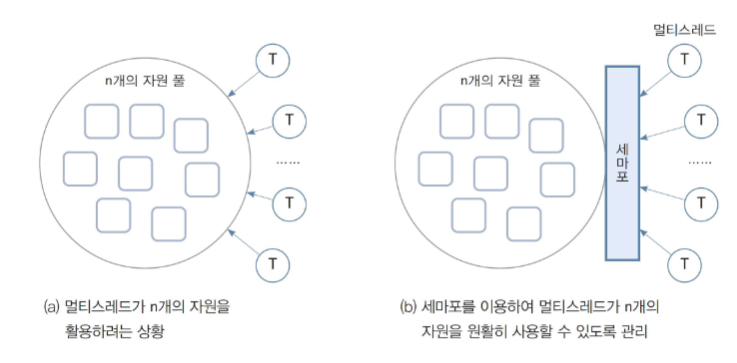 n개의 자원 풀
T
T
……
T
T
(a) 멀티스레드가 n개의 자원을
활용하려는 상황
멀티스레드
n개의 자원 풀
세마포
T
T
……
T
T
(b) 세마포를 이용하여 멀티스레드가 n개의
자원을 원활히 사용할 수 있도록 관리